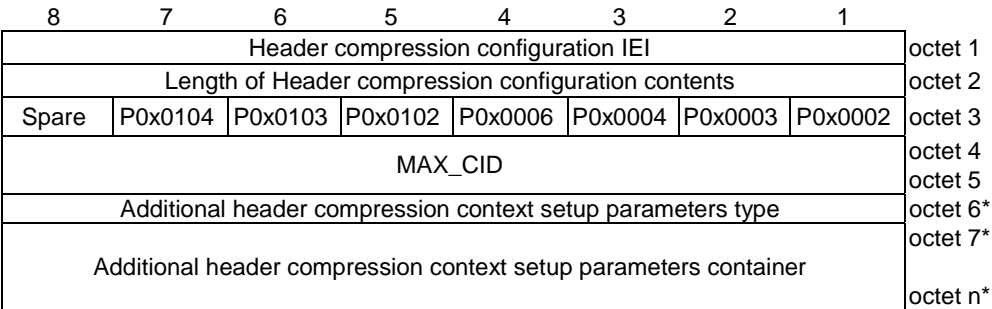 8 7 6 5 4 3 2 1
Header compression configuration IEI octet 1
Length of Header compression configuration contents octet 2
Spare P0x0104 P0x0103 P0x0102 P0x0006 P0x0004 P0x0003 P0x0002 octet 3
MAX_CID octet 4
octet 5
Additional header compression context setup parameters type octet 6*
octet 7*
Additional header compression context setup parameters container
octet n*